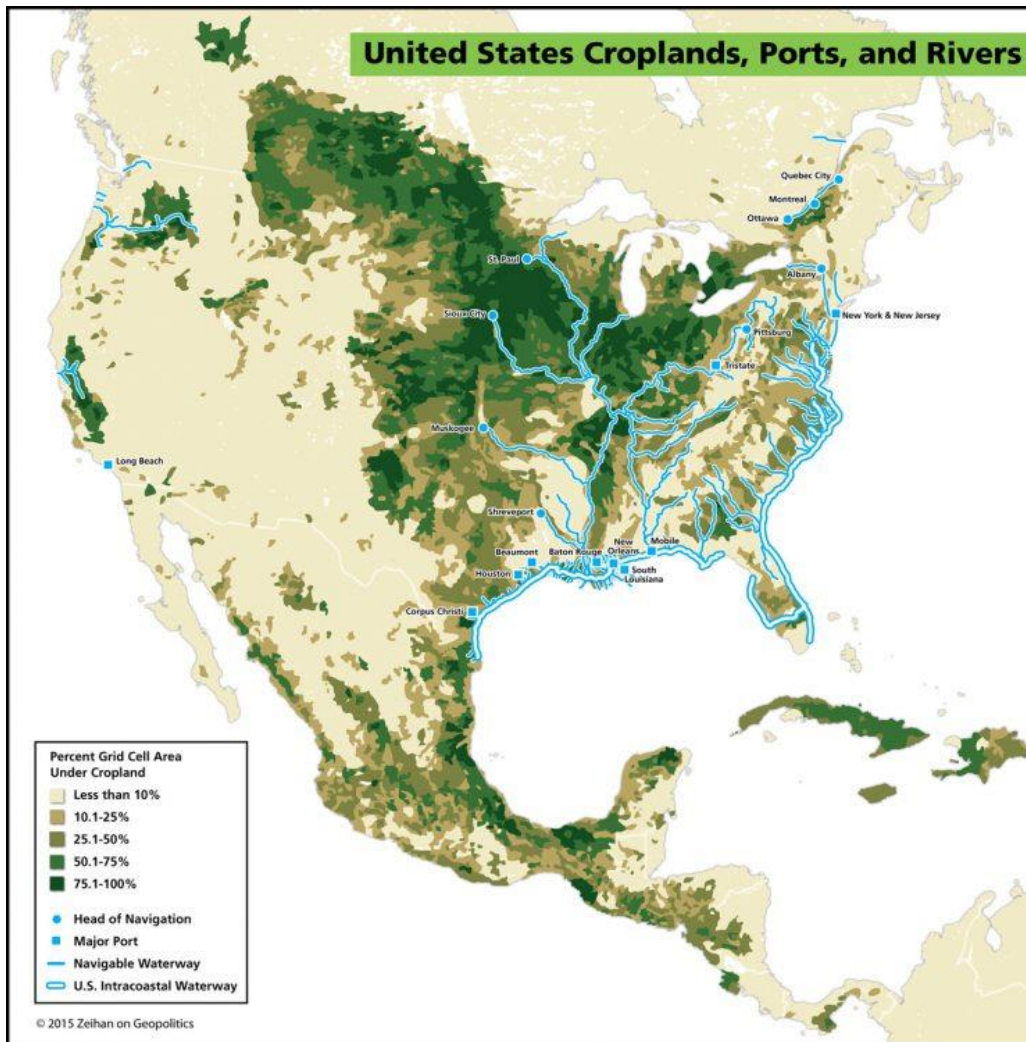 United States Croplands, Ports, and Rivers
Quebec City
Montreal
Ottawa
St. Paul
Albany
Sioux City
New York & New Jersey
Pittsburg
Tristate
Muskogee
Long Beach
Shreveport
Beaumont
Baton Rouge
New
Orleans
Mobile
Houston
South
Louisiana
Corpus Christi
Percent Grid Cell Area
Under Cropland
Less than 10%
10.1-25%
25.1-50%
50.1-75%
75.1-100%
Head of Navigation
Major Port
Navigable Waterway
U.S. Intracoastal Waterway
© 2015 Zeihan on Geopolitics